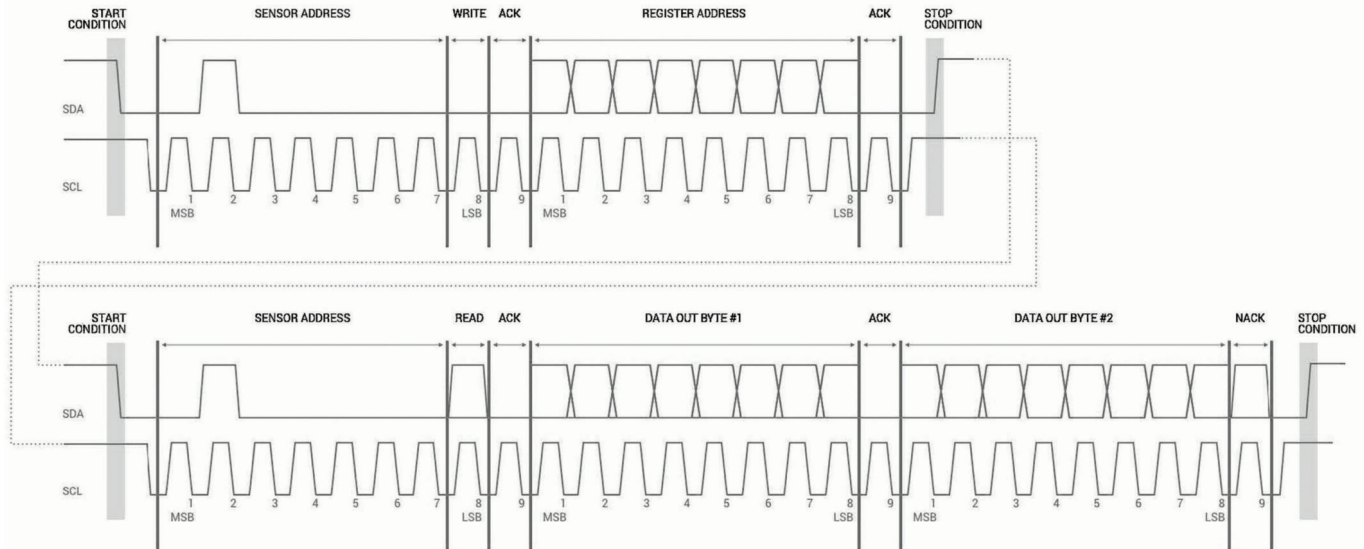 START CONDITION SENSOR ADDRESS WRITE ACK REGISTER ADDRESS ACK STOP CONDITION
SDA
SCL
1 2 3 4 5 6 7 8 9 1 2 3 4 5 6 7 8 9
MSB LSB MSB LSB
START CONDITION SENSOR ADDRESS READ ACK DATA OUT BYTE #1 ACK DATA OUT BYTE #2 NACK STOP CONDITION
SDA
SCL
1 2 3 4 5 6 7 8 9 1 2 3 4 5 6 7 8 9 1 2 3 4 5 6 7 8 9
MSB LSB MSB LSB MSB LSB